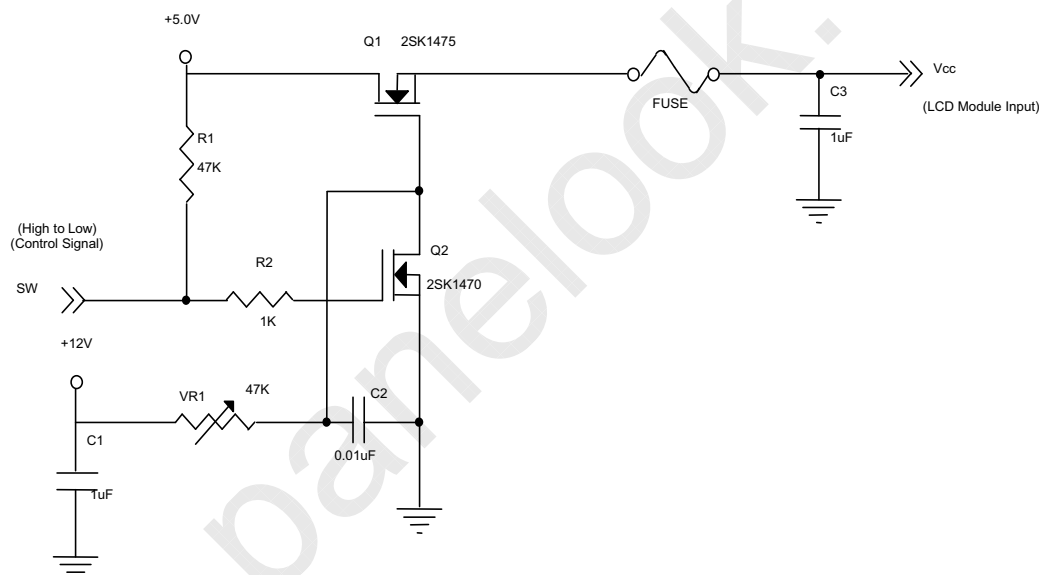 +5.0V
Q1 2SK1475
Vcc
FUSE
C3
(LCD Module Input)
R1
1uF
47K
(High to Low)
(Control Signal)
Q2
R2
2SK1470
SW
1K
+12V
VR1
47K
C2
C1
0.01uF
1uF
panelook.